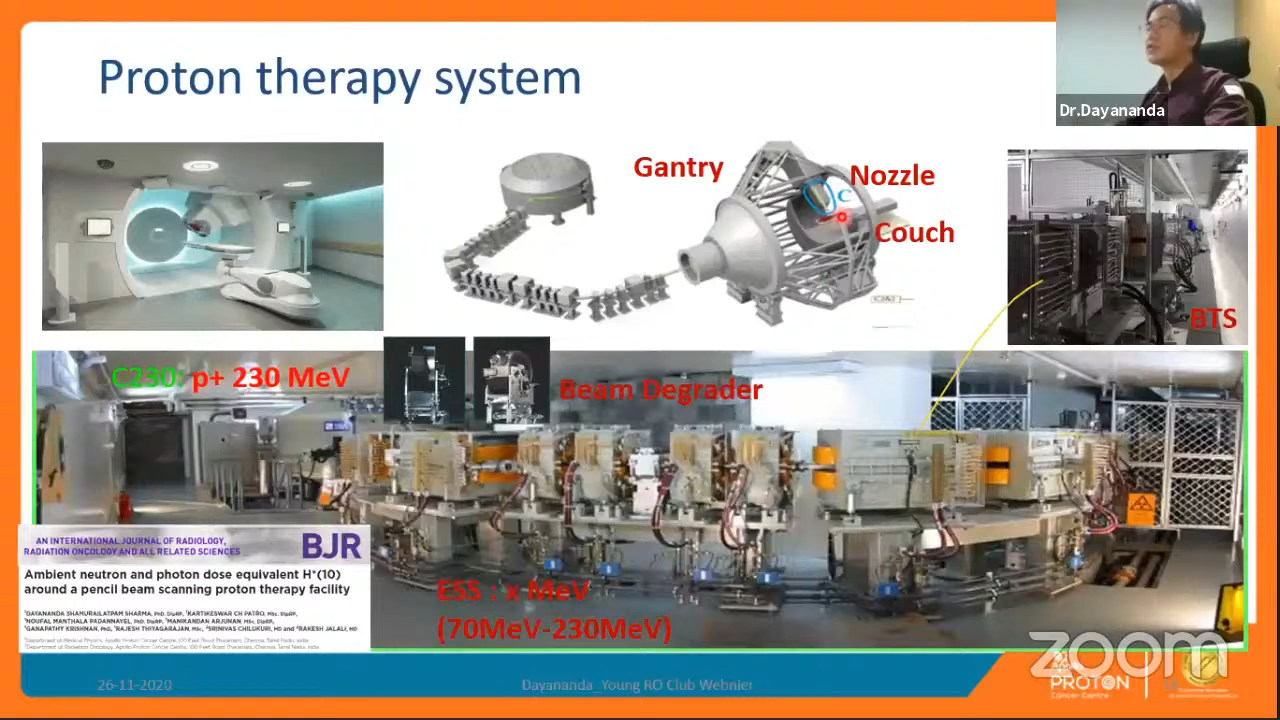 Proton therapy system
Dr.Dayananda
Gantry
Nozzle
C
Couch
BTS
C230: p+ 230 MeV
Beam Degrader
ESS : x MeV
(70MeV-230MeV)
AN INTERNATIONAL JOURNAL OF RADIOLOGY,
RADIATION ONCOLOGY AND ALL RELATED SCIENCES
BJR
Ambient neutron and photon dose equivalent H*(10)
around a pencil beam scanning proton therapy facility
26-11-2020
Dayananda_Young RO Club Webnier
zoom
PROTON
Cancer Centre